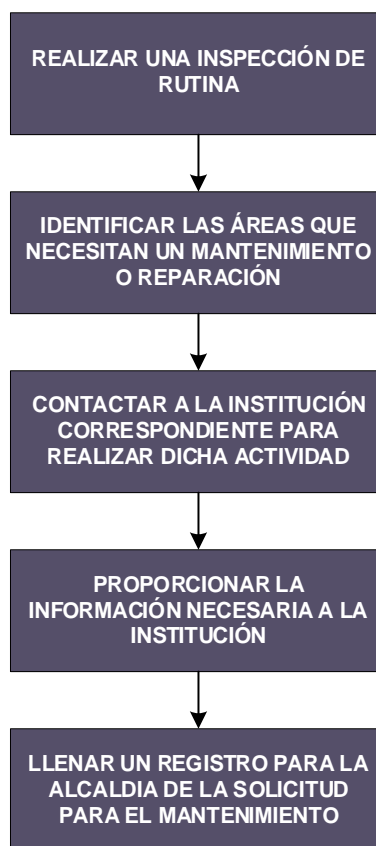 REALIZAR UNA INSPECCIÓN DE
RUTINA
IDENTIFICAR LAS ÁREAS QUE
NECESITAN UN MANTENIMIENTO
O REPARACIÓN
CONTACTAR A LA INSTITUCIÓN
CORRESPONDIENTE PARA
REALIZAR DICHA ACTIVIDAD
PROPORCIONAR LA
INFORMACIÓN NECESARIA A LA
INSTITUCIÓN
LLENAR UN REGISTRO PARA LA
ALCALDIA DE LA SOLICITUD
PARA EL MANTENIMIENTO